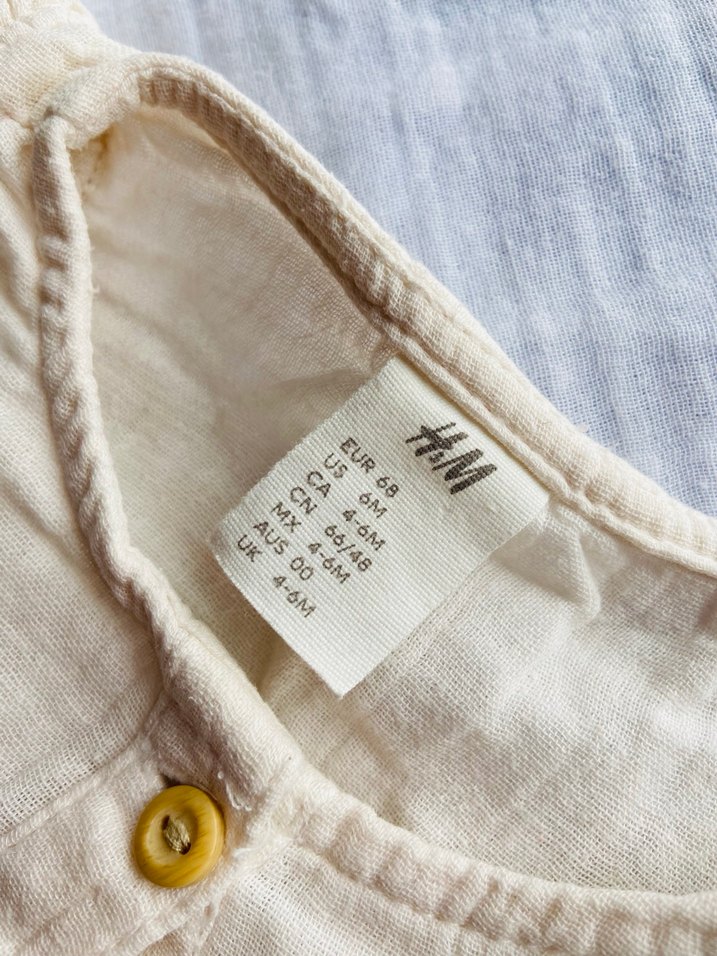 H&M
EUR 68
US 6M
CA 4-6M
CN 66/48
MX 4-6M
AUS 00
UK 4-6M